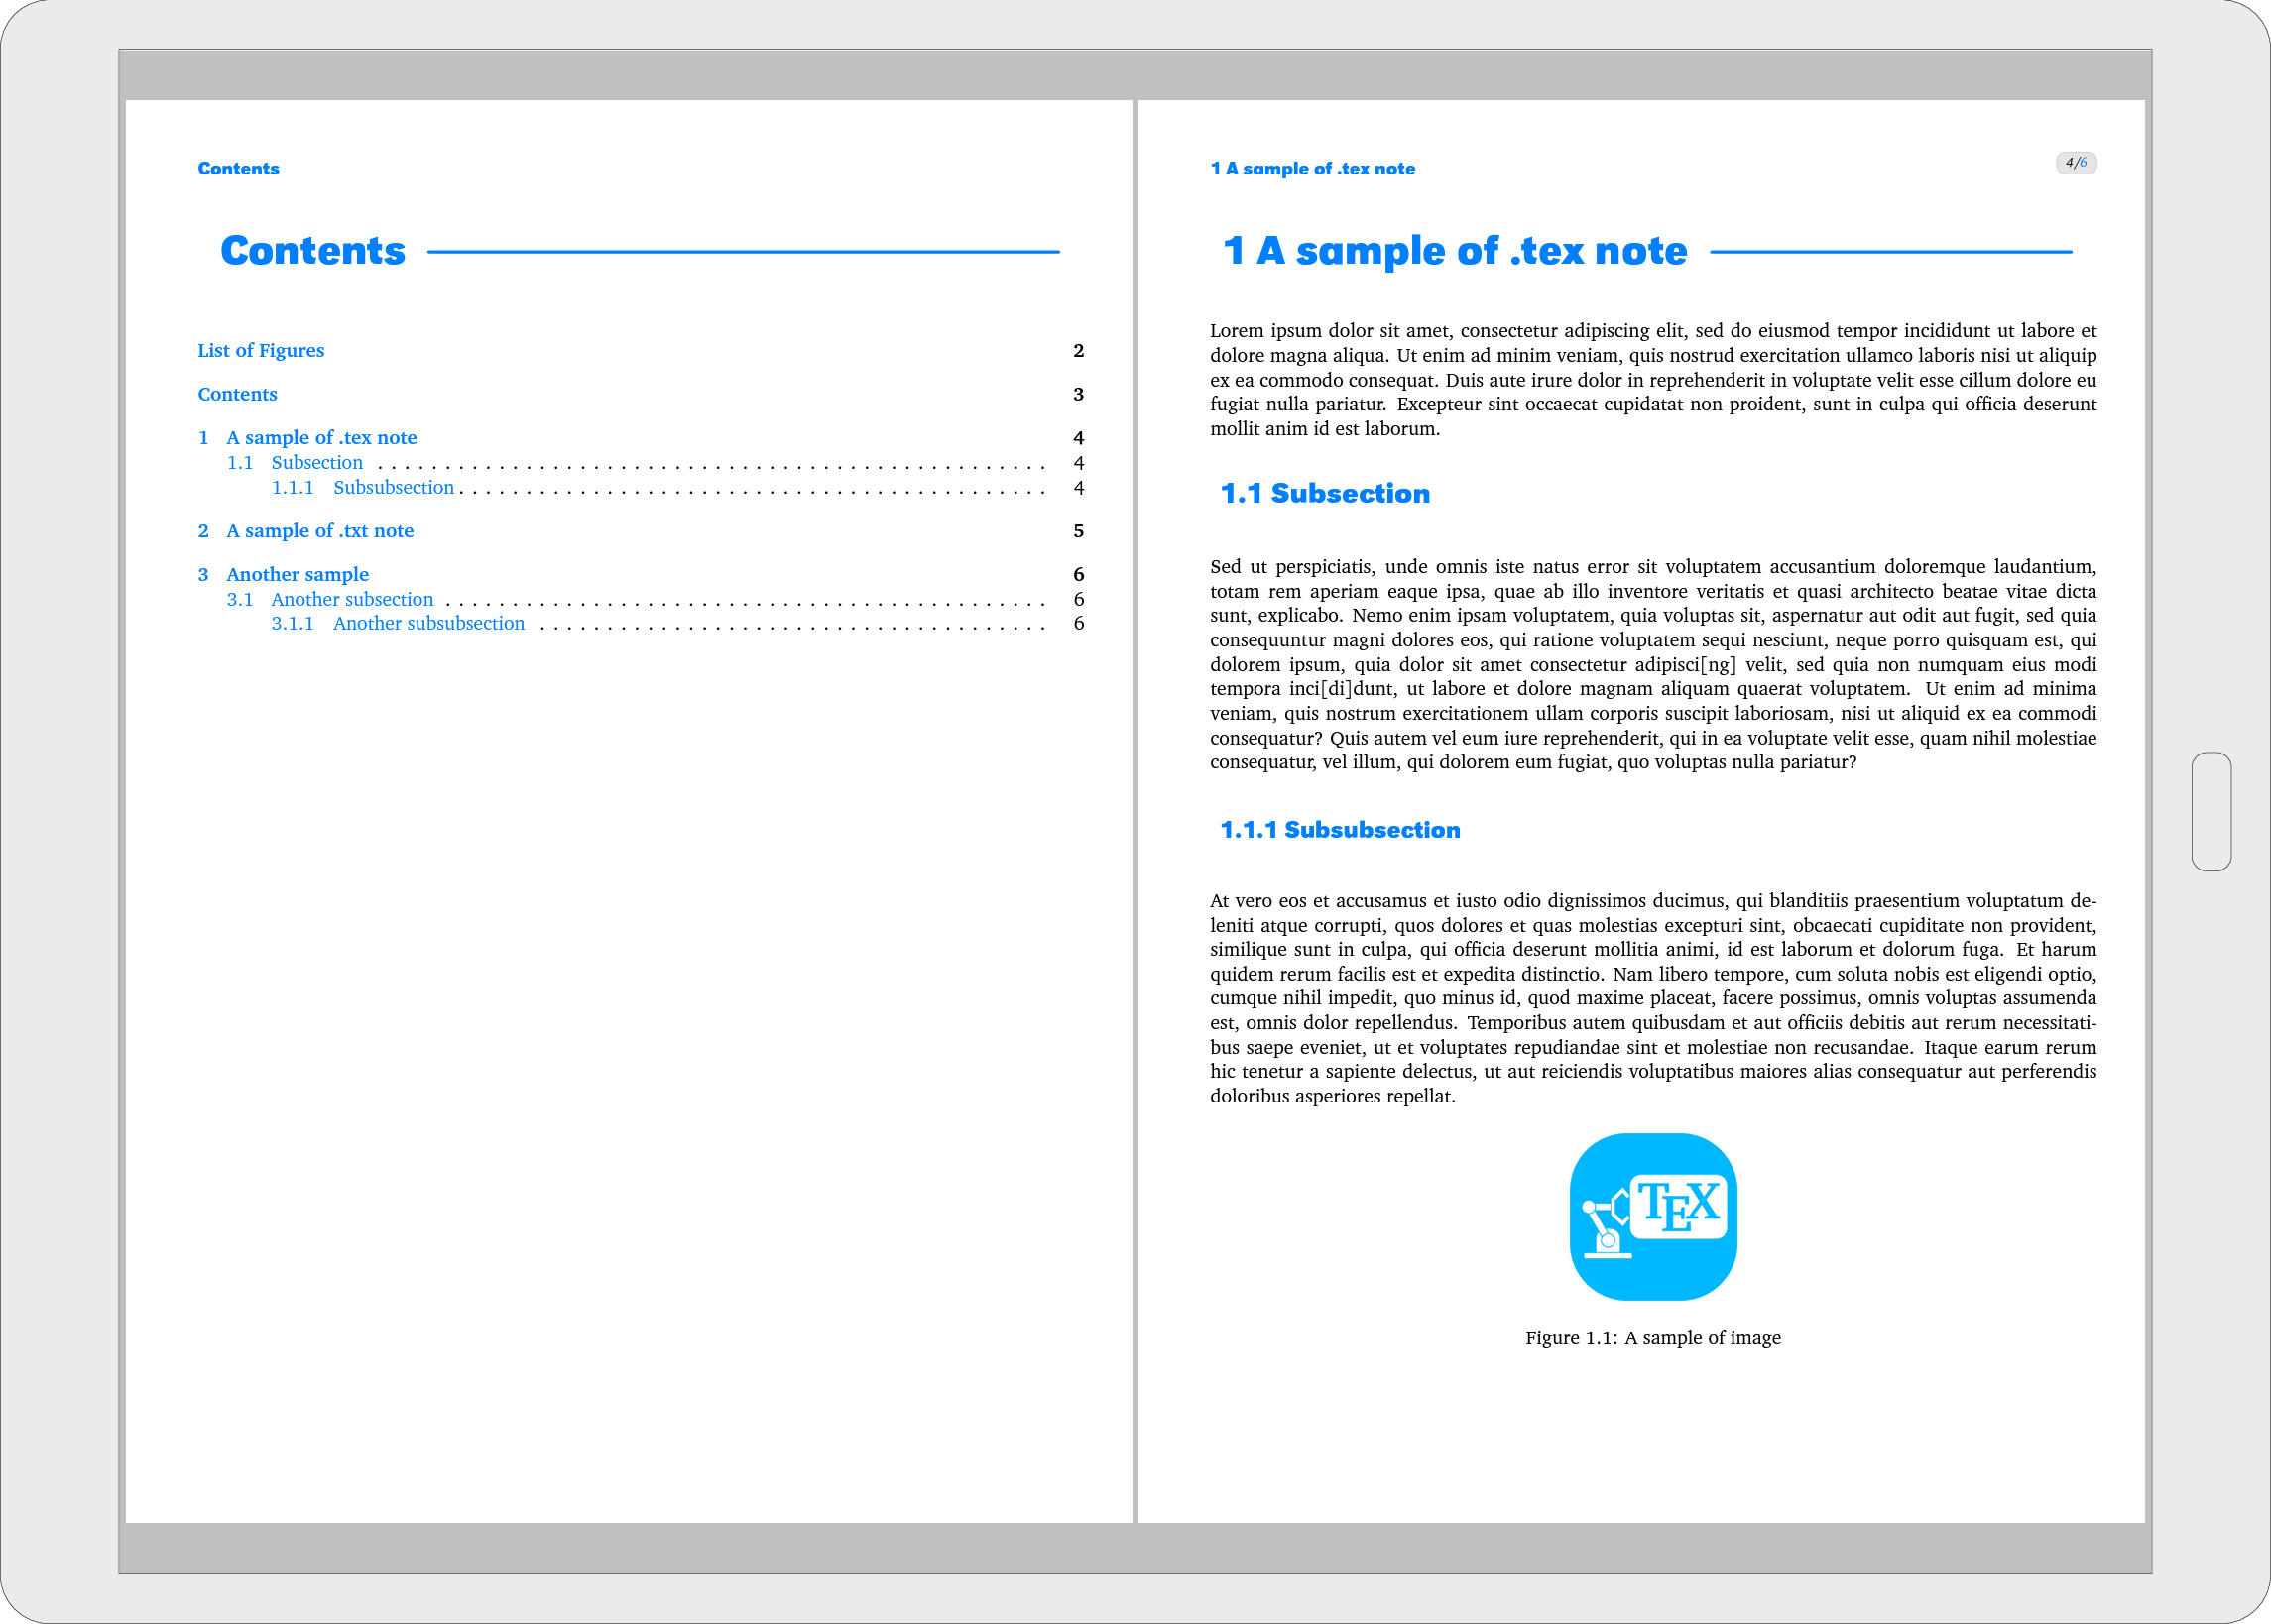 Contents
Contents
List of Figures 2
Contents 3
1 A sample of .tex note 4
1.1 Subsection . . . . . . . . . . . . . . . . . . . . . . . . . . . . . . . . . . . . . . . . . . . . . . . . . . 4
1.1.1 Subsubsection . . . . . . . . . . . . . . . . . . . . . . . . . . . . . . . . . . . . . . . . . . . . 4
2 A sample of .txt note 5
3 Another sample 6
3.1 Another subsection . . . . . . . . . . . . . . . . . . . . . . . . . . . . . . . . . . . . . . . . . . . . . 6
3.1.1 Another subsubsection . . . . . . . . . . . . . . . . . . . . . . . . . . . . . . . . . . . . . . 6
1 A sample of .tex note 4/6
1 A sample of .tex note
Lorem ipsum dolor sit amet, consectetur adipiscing elit, sed do eiusmod tempor incididunt ut labore et
dolore magna aliqua. Ut enim ad minim veniam, quis nostrud exercitation ullamco laboris nisi ut aliquip
ex ea commodo consequat. Duis aute irure dolor in reprehenderit in voluptate velit esse cillum dolore eu
fugiat nulla pariatur. Excepteur sint occaecat cupidatat non proident, sunt in culpa qui officia deserunt
mollit anim id est laborum.
1.1 Subsection
Sed ut perspiciatis, unde omnis iste natus error sit voluptatem accusantium doloremque laudantium,
totam rem aperiam eaque ipsa, quae ab illo inventore veritatis et quasi architecto beatae vitae dicta
sunt, explicabo. Nemo enim ipsam voluptatem, quia voluptas sit, aspernatur aut odit aut fugit, sed quia
consequuntur magni dolores eos, qui ratione voluptatem sequi nesciunt, neque porro quisquam est, qui
dolorem ipsum, quia dolor sit amet consectetur adipisci[ng] velit, sed quia non numquam eius modi
tempora inci[di]dunt, ut labore et dolore magnam aliquam quaerat voluptatem. Ut enim ad minima
veniam, quis nostrum exercitationem ullam corporis suscipit laboriosam, nisi ut aliquid ex ea commodi
consequatur? Quis autem vel eum iure reprehenderit, qui in ea voluptate velit esse, quam nihil molestiae
consequatur, vel illum, qui dolorem eum fugiat, quo voluptas nulla pariatur?
1.1.1 Subsubsection
At vero eos et accusamus et iusto odio dignissimos ducimus, qui blanditiis praesentium voluptatum de-
leniti atque corrupti, quos dolores et quas molestias excepturi sint, obcaecati cupiditate non provident,
similique sunt in culpa, qui officia deserunt mollitia animi, id est laborum et dolorum fuga. Et harum
quidem rerum facilis est et expedita distinctio. Nam libero tempore, cum soluta nobis est eligendi optio,
cumque nihil impedit, quo minus id, quod maxime placeat, facere possimus, omnis voluptas assumenda
est, omnis dolor repellendus. Temporibus autem quibusdam et aut officiis debitis aut rerum necessitati-
bus saepe eveniet, ut et voluptates repudiandae sint et molestiae non recusandae. Itaque earum rerum
hic tenetur a sapiente delectus, ut aut reiciendis voluptatibus maiores alias consequatur aut perferendis
doloribus asperiores repellat.
TEX
Figure 1.1: A sample of image